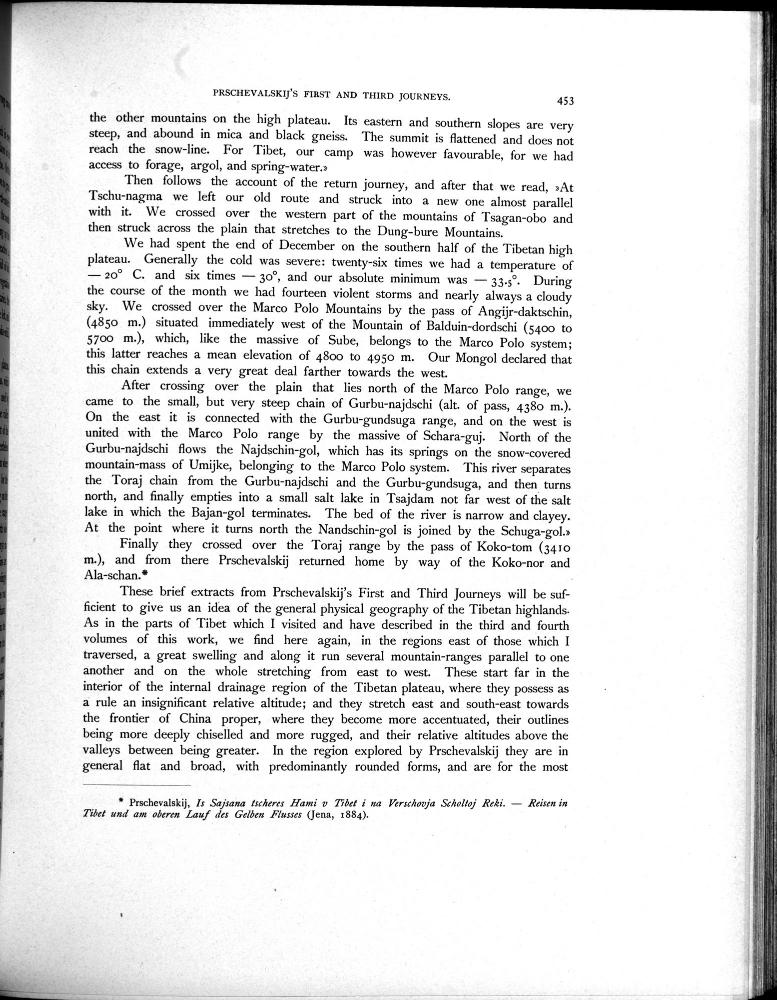 PRSCHEVALSKIJ'S FIRST AND THIRD JOURNEYS.
453
the other mountains on the high plateau. Its eastern and southern slopes are very
steep, and abound in mica and black gneiss. The summit is flattened and does not
reach the snow-line. For Tibet, our camp was however favourable, for we had
access to forage, argol, and spring-water.»
Then follows the account of the return journey, and after that we read, »At
Tschu-nagma we left our old route and struck into a new one almost parallel
with it. We crossed over the western part of the mountains of Tsagan-obo and
then struck across the plain that stretches to the Dung-bure Mountains.
We had spent the end of December on the southern half of the Tibetan high
plateau. Generally the cold was severe: twenty-six times we had a temperature of
— 20° C. and six times — 30°, and our absolute minimum was — 33.5°. During
the course of the month we had fourteen violent storms and nearly always a cloudy
sky. We crossed over the Marco Polo Mountains by the pass of Angijr-daktschin,
(4850 m.) situated immediately west of the Mountain of Balduin-dordschi (5400 to
5700 m.), which, like the massive of Sube, belongs to the Marco Polo system;
this latter reaches a mean elevation of 4800 to 4950 m. Our Mongol declared that
this chain extends a very great deal farther towards the west.
After crossing over the plain that lies north of the Marco Polo range, we
came to the small, but very steep chain of Gurbu-najdschi (alt. of pass, 4380 m.).
On the east it is connected with the Gurbu-gundsuga range, and on the west is
united with the Marco Polo range by the massive of Schara-guj. North of the
Gurbu-najdschi flows the Najdschin-gol, which has its springs on the snow-covered
mountain-mass of Umijke, belonging to the Marco Polo system. This river separates
the Toraj chain from the Gurbu-najdschi and the Gurbu-gundsuga, and then turns
north, and finally empties into a small salt lake in Tsajdam not far west of the salt
lake in which the Bajan-gol terminates. The bed of the river is narrow and clayey.
At the point where it turns north the Nandschin-gol is joined by the Schuga-gol.»
Finally they crossed over the Toraj range by the pass of Koko-tom (3410
m.), and from there Prschevalskij returned home by way of the Koko-nor and
Ala-schan.*
These brief extracts from Prschevalskij's First and Third Journeys will be suf-
ficient to give us an idea of the general physical geography of the Tibetan highlands.
As in the parts of Tibet which I visited and have described in the third and fourth
volumes of this work, we find here again, in the regions east of those which I
traversed, a great swelling and along it run several mountain-ranges parallel to one
another and on the whole stretching from east to west. These start far in the
interior of the internal drainage region of the Tibetan plateau, where they possess as
a rule an insignificant relative altitude; and they stretch east and south-east towards
the frontier of China proper, where they become more accentuated, their outlines
being more deeply chiselled and more rugged, and their relative altitudes above the
valleys between being greater. In the region explored by Prschevalskij they are in
general flat and broad, with predominantly rounded forms, and are for the most
* Prschevalskij, Is Sajsana tscheres Hami v Tibet i na Verschovja Scholtoj Reki. — Reisen in
Tibet und am oberen Lauf des Gelben Flusses (Jena, 1884).